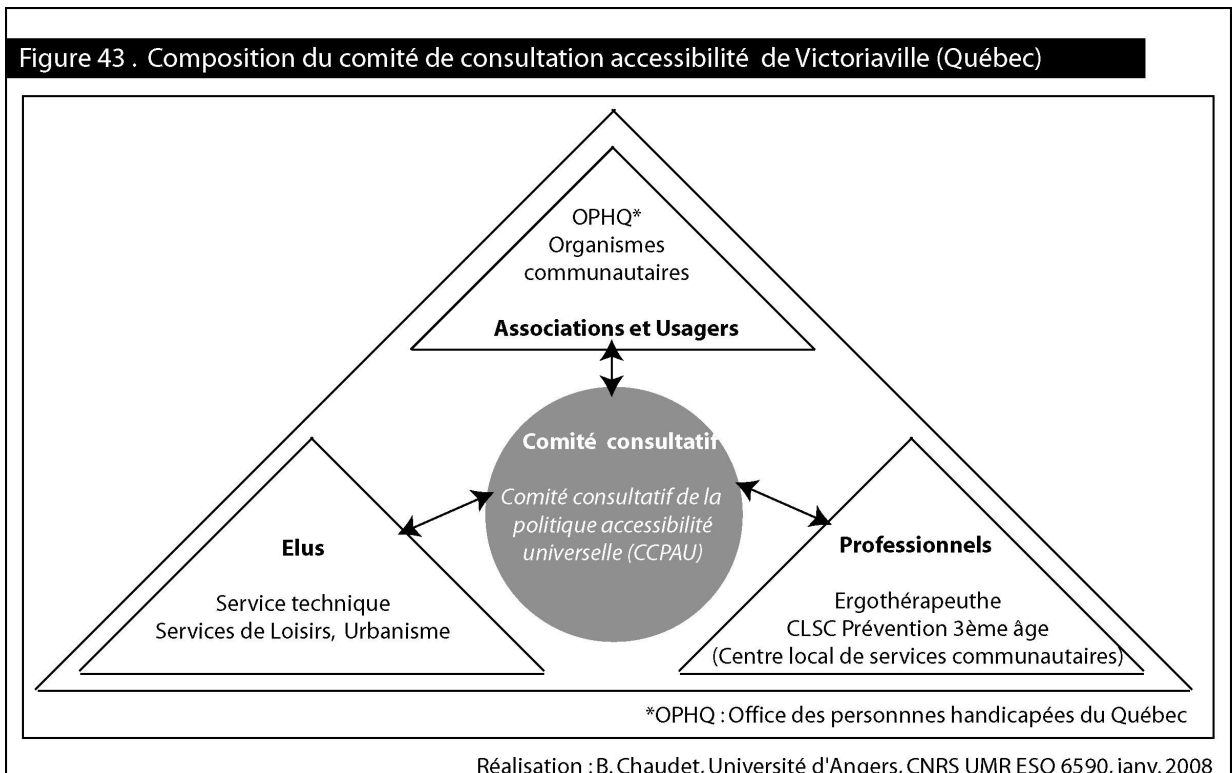 Figure 43 . Composition du comité de consultation accessibilité de Victoriaville (Québec)
OPHQ*
Organismes
communautaires
Associations et Usagers
Comité consultatif
Comité consultatif de la
politique accessibilité
universelle (CCPAU)
Elus
Service technique
Services de Loisirs, Urbanisme
Professionnels
Ergothérapeuthe
CLSC Prévention 3ème âge
(Centre local de services communautaires)
*OPHQ : Office des personnnes handicapées du Québec
Réalisation : B. Chaudet, Université d'Angers, CNRS UMR ESO 6590, janv. 2008